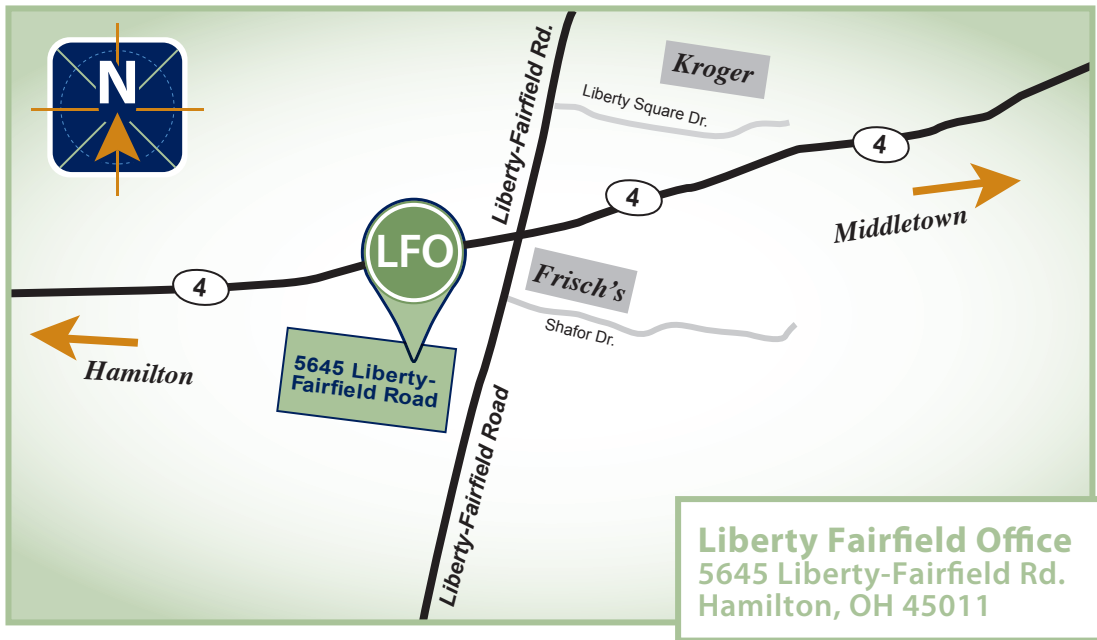 N
Liberty-Fairfield Rd.
Kroger
Liberty Square Dr.
4
4
Middletown
LFO
Frisch's
Shafor Dr.
4
Hamilton
5645 Liberty-
Fairfield Road
Liberty-Fairfield Road
Liberty Fairfield Office
5645 Liberty-Fairfield Rd.
Hamilton, OH 45011